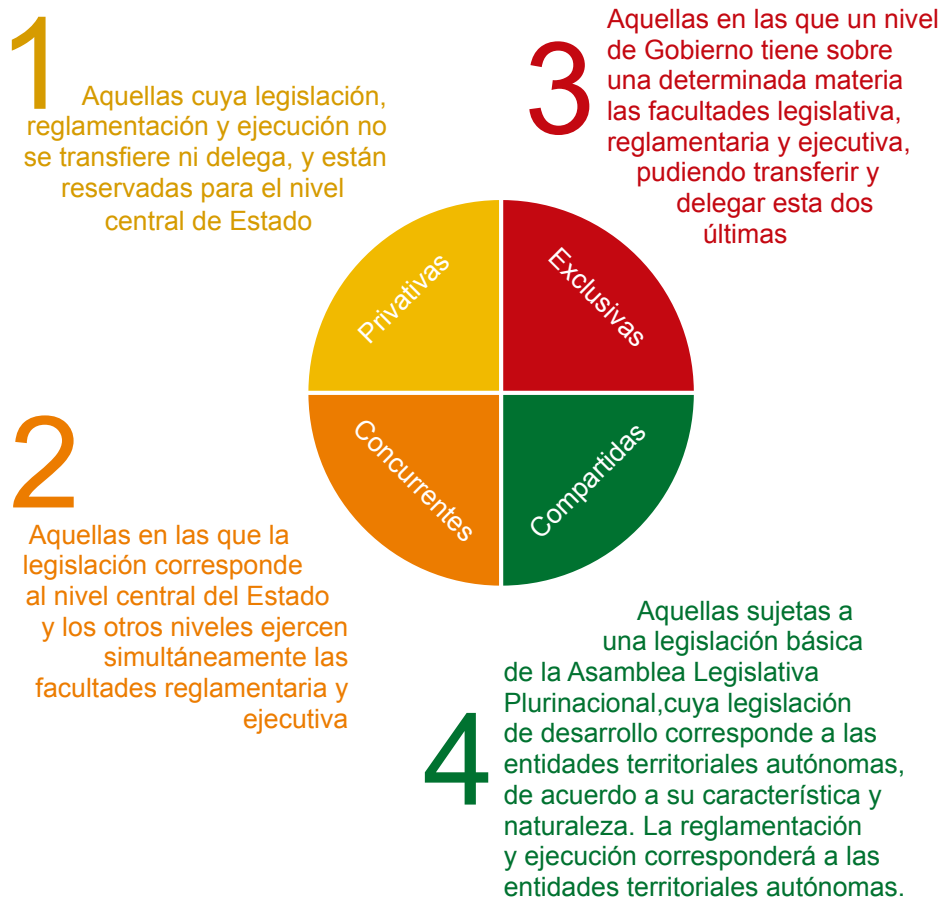 1
Aquellas cuya legislación,
reglamentación y ejecución no
se transfiere ni delega, y están
reservadas para el nivel
central de Estado
3
Aquellas en las que un nivel
de Gobierno tiene sobre
una determinada materia
las facultades legislativa,
reglamentaria y ejecutiva,
pudiendo transferir y
delegar esta dos
últimas
Privativas
Exclusivas
Concurrentes
Compartidas
2
Aquellas en las que la
legislación corresponde
al nivel central del Estado
y los otros niveles ejercen
simultáneamente las
facultades reglamentaria y
ejecutiva
4
Aquellas sujetas a
una legislación básica
de la Asamblea Legislativa
Plurinacional,cuya legislación
de desarrollo corresponde a las
entidades territoriales autónomas,
de acuerdo a su característica y
naturaleza. La reglamentación
y ejecución corresponderá a las
entidades territoriales autónomas.